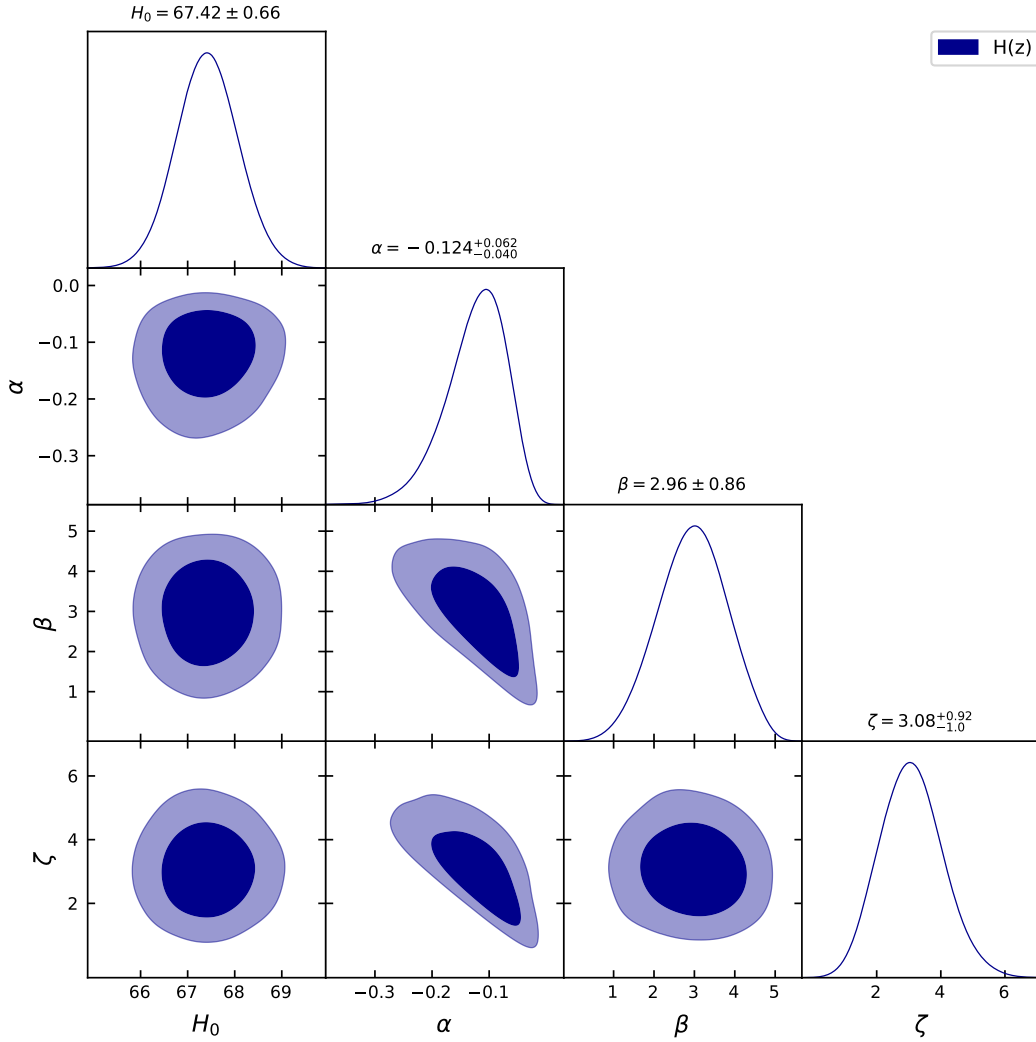 H₀ = 67.42 ± 0.66
H(z)
α = −0.124⁺⁰·⁰⁶²₋₀.₀₄₀
0.0
−0.1
−0.2
−0.3
α
β = 2.96 ± 0.86
5
4
3
2
1
β
ζ = 3.08⁺⁰·⁹²₋₁.₀
6
4
2
ζ
66 67 68 69 −0.3 −0.2 −0.1 1 2 3 4 5 2 4 6
H₀ α β ζ